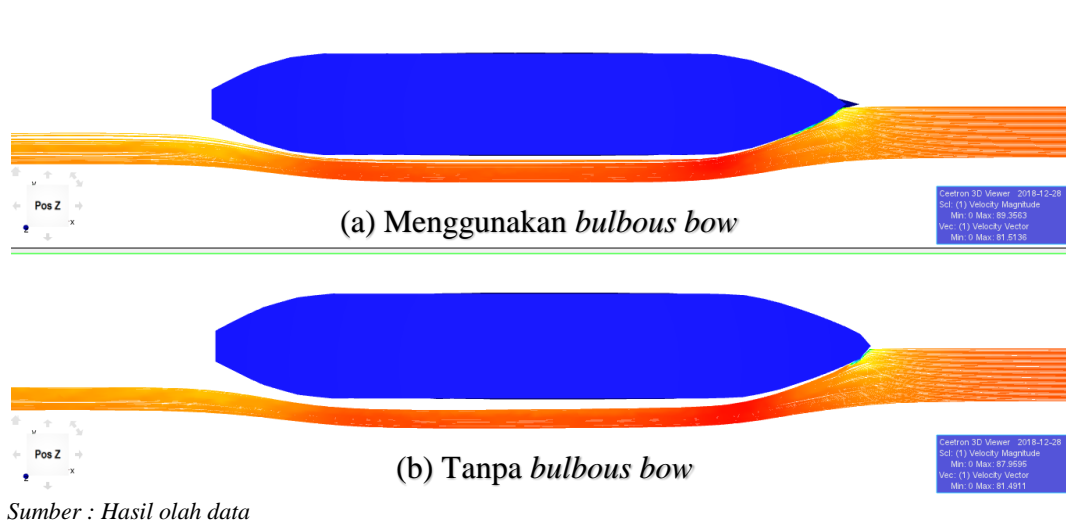 Y
Pos Z
X
Z
(a) Menggunakan bulbous bow
Ceetron 3D Viewer 2018-12-28
Scl: (1) Velocity Magnitude
Min: 0 Max: 89.3563
Vec: (1) Velocity Vector
Min: 0 Max: 81.5136
Pos Z
X
(b) Tanpa bulbous bow
Ceetron 3D Viewer 2018-12-28
Scl: (1) Velocity Magnitude
Min: 0 Max: 87.9595
Vec: (1) Velocity Vector
Min: 0 Max: 81.4911
Sumber : Hasil olah data